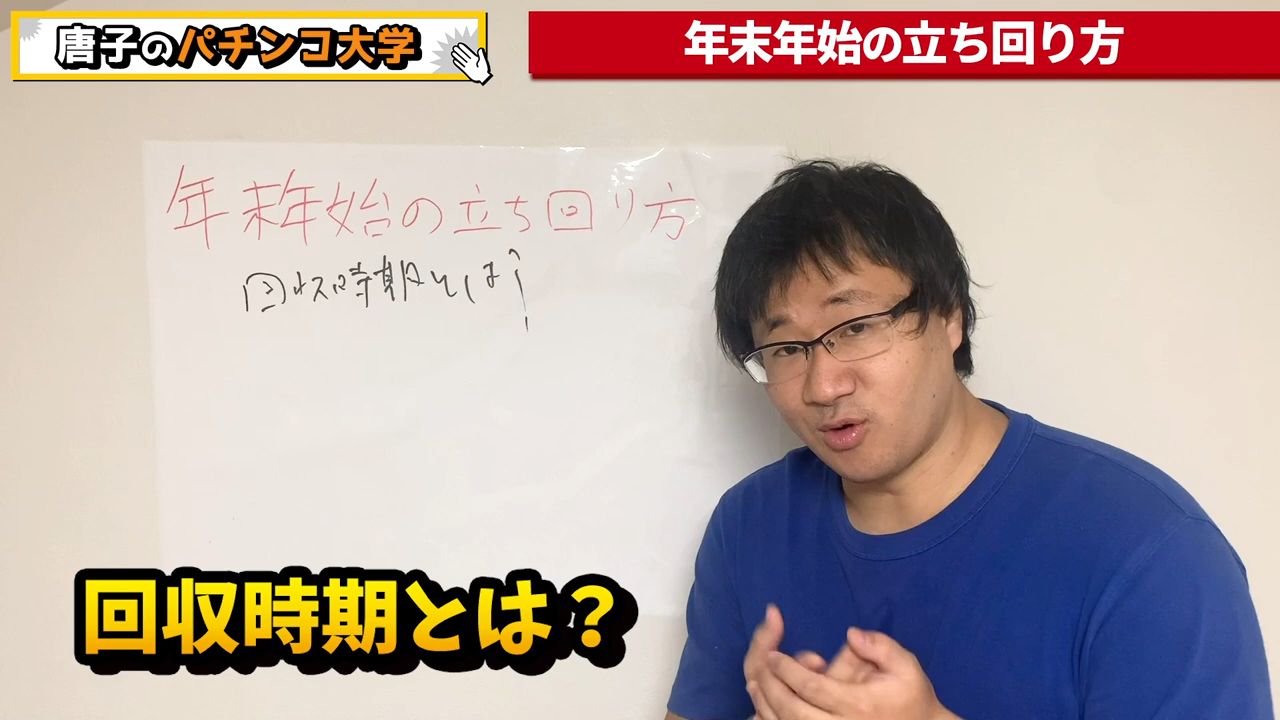 唐子のパチンコ大学
年末年始の立ち回り方
年末年始の立ち回り方
回収時期とは?
回収時期とは？